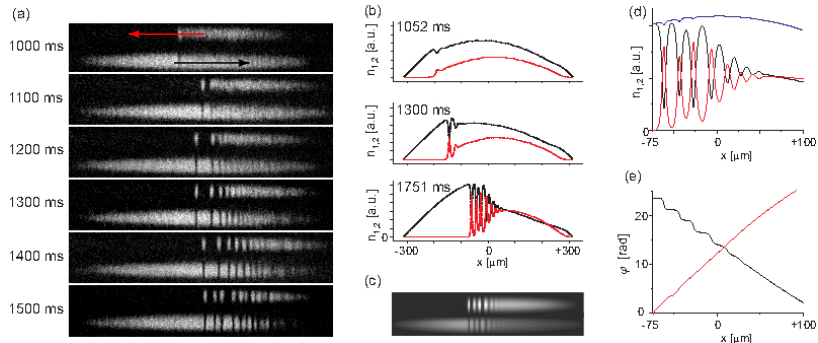 (a)
1000 ms
1100 ms
1200 ms
1300 ms
1400 ms
1500 ms
(b)
1052 ms
1300 ms
1751 ms
n1,2 [a.u.]
n1,2 [a.u.]
n1,2 [a.u.]
-300 0 +300
x [μm]
(c)
(d)
n1,2 [a.u.]
0
-75 0 +100
x [μm]
(e)
φ [rad]
20
10
0
-75 0 +100
x [μm]